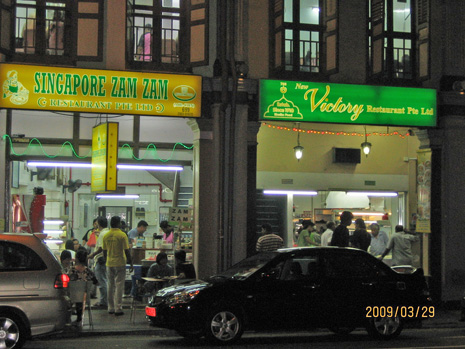 SINGAPORE ZAM ZAM
RESTAURANT PTE LTD
New Victory Restaurant Pte Ltd
2009/03/29